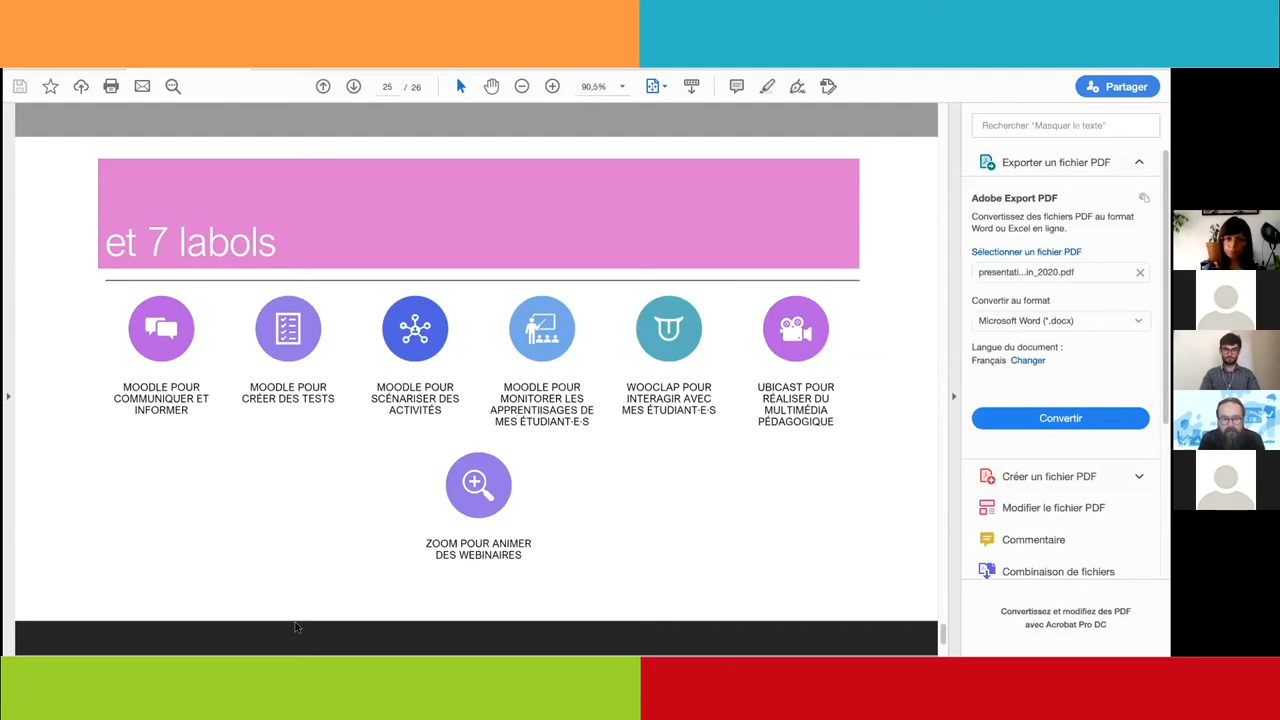 25 / 26
90,5%
Partager
et 7 labols
MOODLE POUR
COMMUNIQUER ET
INFORMER
MOODLE POUR
CRÉER DES TESTS
MOODLE POUR
SCÉNARISER DES
ACTIVITÉS
MOODLE POUR
MONITORER LES
APPRENTIISAGES DE
MES ÉTUDIANT·E·S
WOOCLAP POUR
INTERAGIR AVEC
MES ÉTUDIANT·E·S
UBICAST POUR
RÉALISER DU
MULTIMÉDIA
PÉDAGOGIQUE
ZOOM POUR ANIMER
DES WEBINAIRES
Rechercher "Masquer le texte"
Exporter un fichier PDF
Adobe Export PDF
Convertissez des fichiers PDF au format
Word ou Excel en ligne.
Sélectionner un fichier PDF
presentati...in_2020.pdf
Convertir au format
Microsoft Word (*.docx)
Langue du document :
Français Changer
Convertir
Créer un fichier PDF
Modifier le fichier PDF
Commentaire
Combinaison de fichiers
Convertissez et modifiez des PDF
avec Acrobat Pro DC